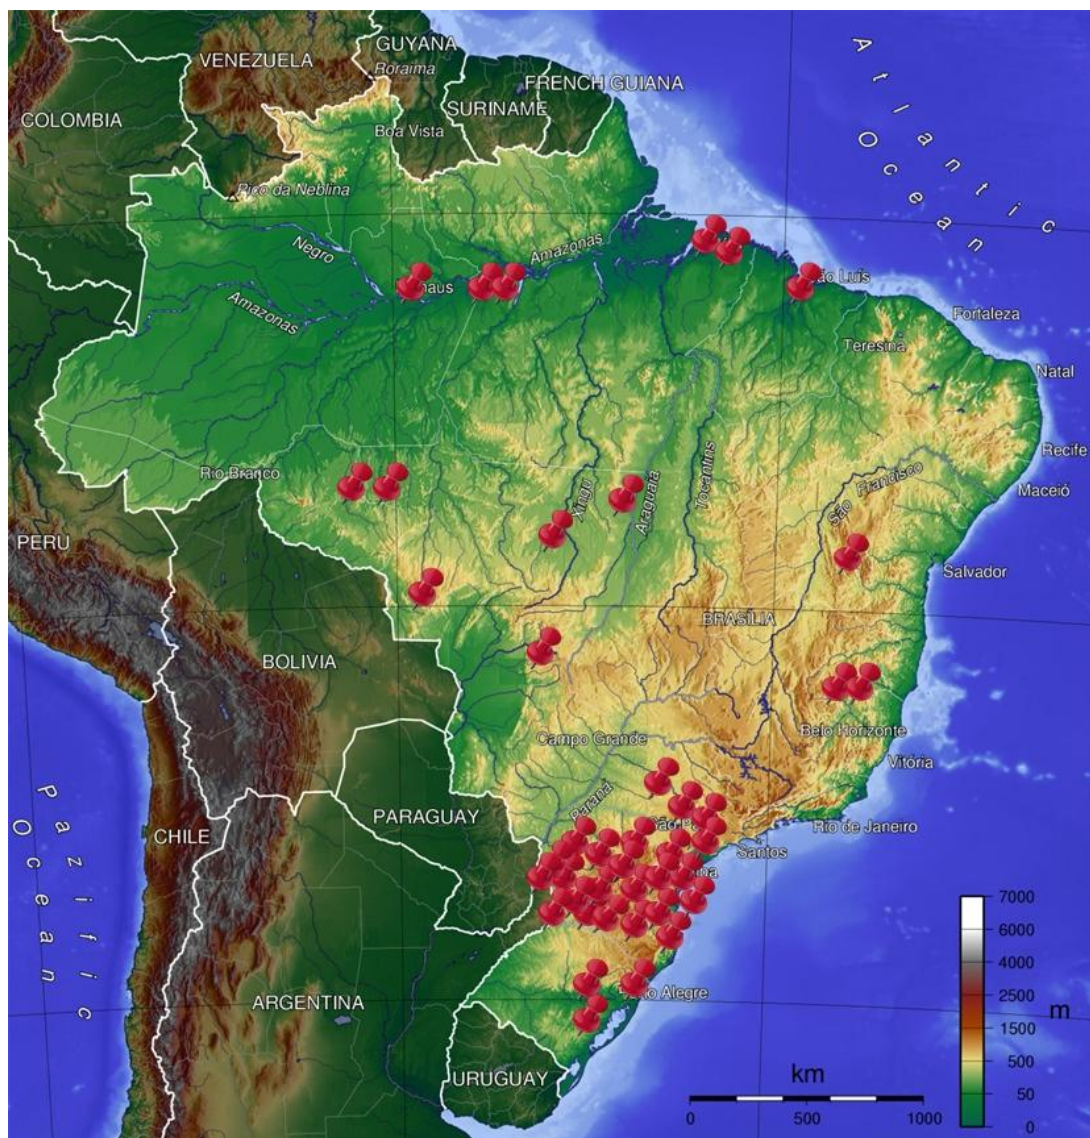 GUYANA
VENEZUELA
Roraima
FRENCH GUIANA
SURINAME
COLOMBIA
Boa Vista
Atlantic
Ocean
Pico da Neblina
Negro
Amazonas
Amazonas
Fortaleza
Teresina
Natal
Rio Branco
Recife
São Francisco
Maceió
Xingu
Araguaia
Tocantins
PERU
Salvador
BRASÍLIA
BOLIVIA
Belo Horizonte
Campo Grande
Vitória
Pazific
Ocean
Paraná
PARAGUAY
CHILE
Rio de Janeiro
Santos
ARGENTINA
URUGUAY
7000
6000
4000
2500
1500
500
50
0
m
km
0
500
1000